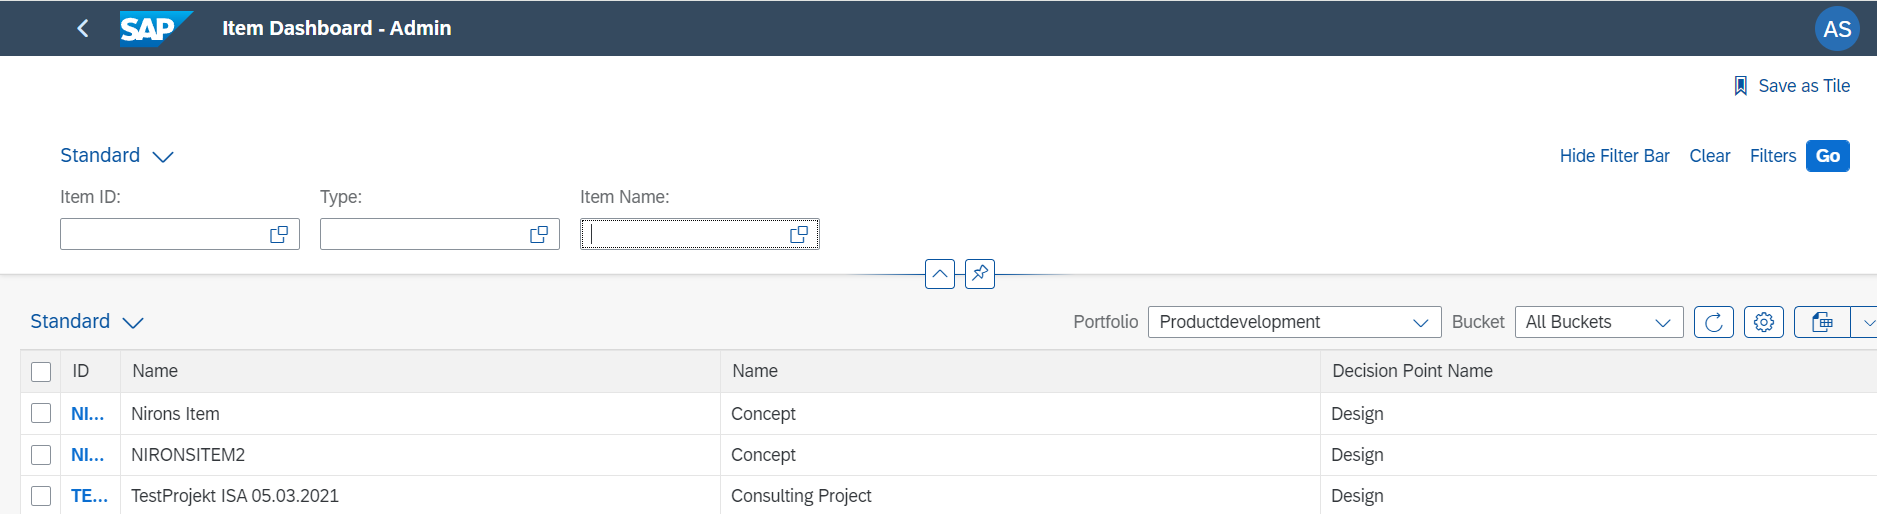 SAP Item Dashboard - Admin AS
Save as Tile
Standard Hide Filter Bar Clear Filters Go
Item ID: Type: Item Name:
Standard Portfolio Productdevelopment Bucket All Buckets
ID Name Name Decision Point Name
NI... Nirons Item Concept Design
NI... NIRONSITEM2 Concept Design
TE... TestProjekt ISA 05.03.2021 Consulting Project Design